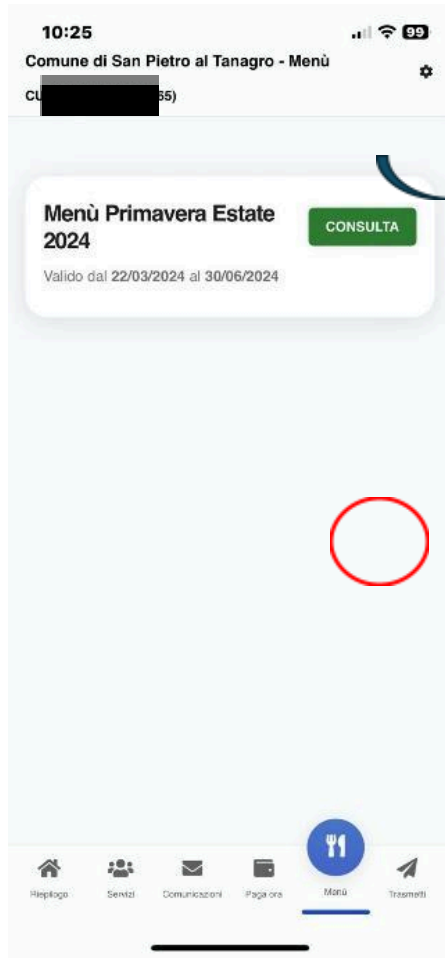 10:25
99
Comune di San Pietro al Tanagro - Menù
65)
Menù Primavera Estate
2024
CONSULTA
Valido dal 22/03/2024 al 30/06/2024
Riepilogo
Servizi
Comunicazioni
Paga ora
Menù
Trasmetti